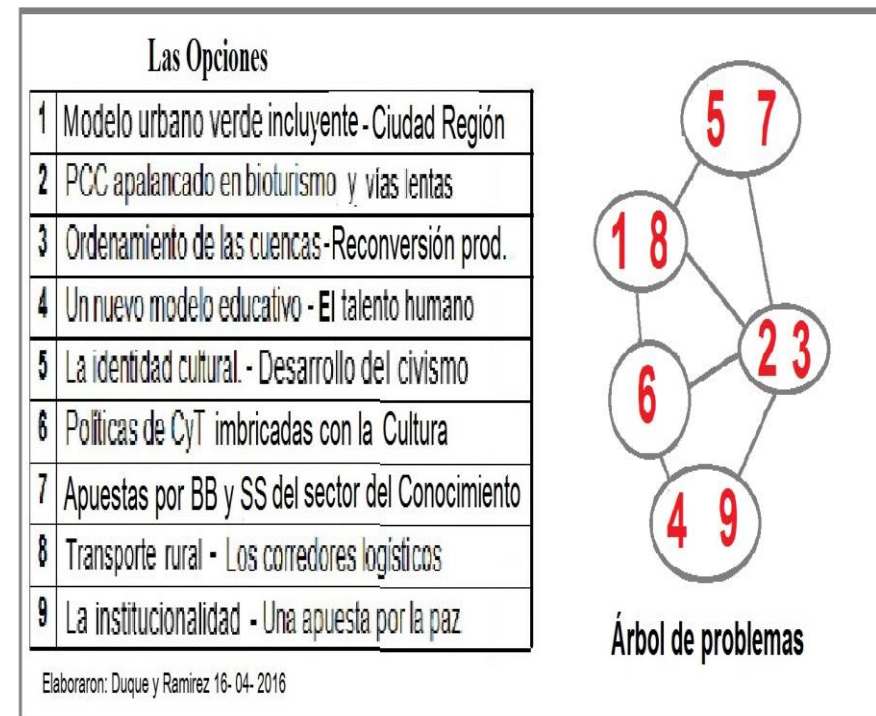 Las Opciones
1 Modelo urbano verde incluyente - Ciudad Región
2 PCC apalancado en bioturismo y vías lentas
3 Ordenamiento de las cuencas - Reconversión prod.
4 Un nuevo modelo educativo - El talento humano
5 La identidad cultural. - Desarrollo del civismo
6 Políticas de CyT imbricadas con la Cultura
7 Apuestas por BB y SS del sector del Conocimiento
8 Transporte rural - Los corredores logísticos
9 La institucionalidad - Una apuesta por la paz
Elaboraron: Duque y Ramirez 16- 04- 2016
5 7
1 8
2 3
6
4 9
Árbol de problemas